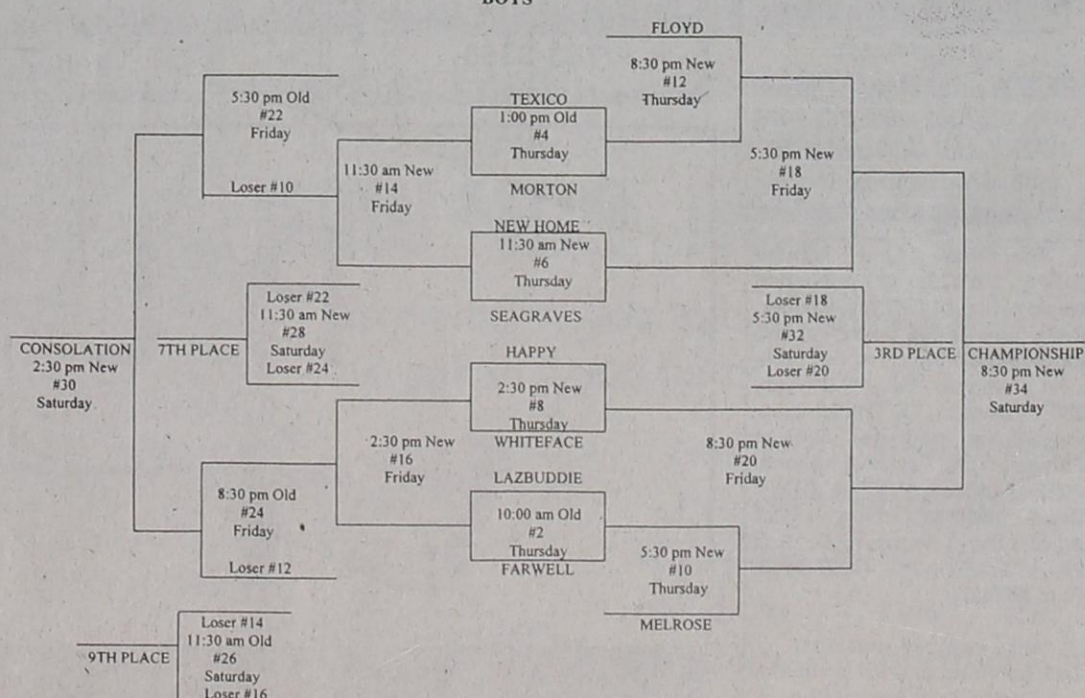 BOYS
FLOYD
8:30 pm New
#12
Thursday
5:30 pm Old
#22
Friday
Loser #10
TEXICO
1:00 pm Old
#4
Thursday
MORTON
11:30 am New
#14
Friday
5:30 pm New
#18
Friday
NEW HOME
11:30 am New
#6
Thursday
SEAGRAVES
Loser #22
11:30 am New
#28
Saturday
Loser #24
7TH PLACE
Loser #18
5:30 pm New
#32
Saturday
Loser #20
3RD PLACE
CONSOLATION
2:30 pm New
#30
Saturday
CHAMPIONSHIP
8:30 pm New
#34
Saturday
HAPPY
2:30 pm New
#8
Thursday
WHITEFACE
2:30 pm New
#16
Friday
8:30 pm New
#20
Friday
LAZBUDDIE
10:00 am Old
#2
Thursday
FARWELL
8:30 pm Old
#24
Friday
Loser #12
5:30 pm New
#10
Thursday
MELROSE
Loser #14
11:30 am Old
#26
Saturday
Loser #16
9TH PLACE